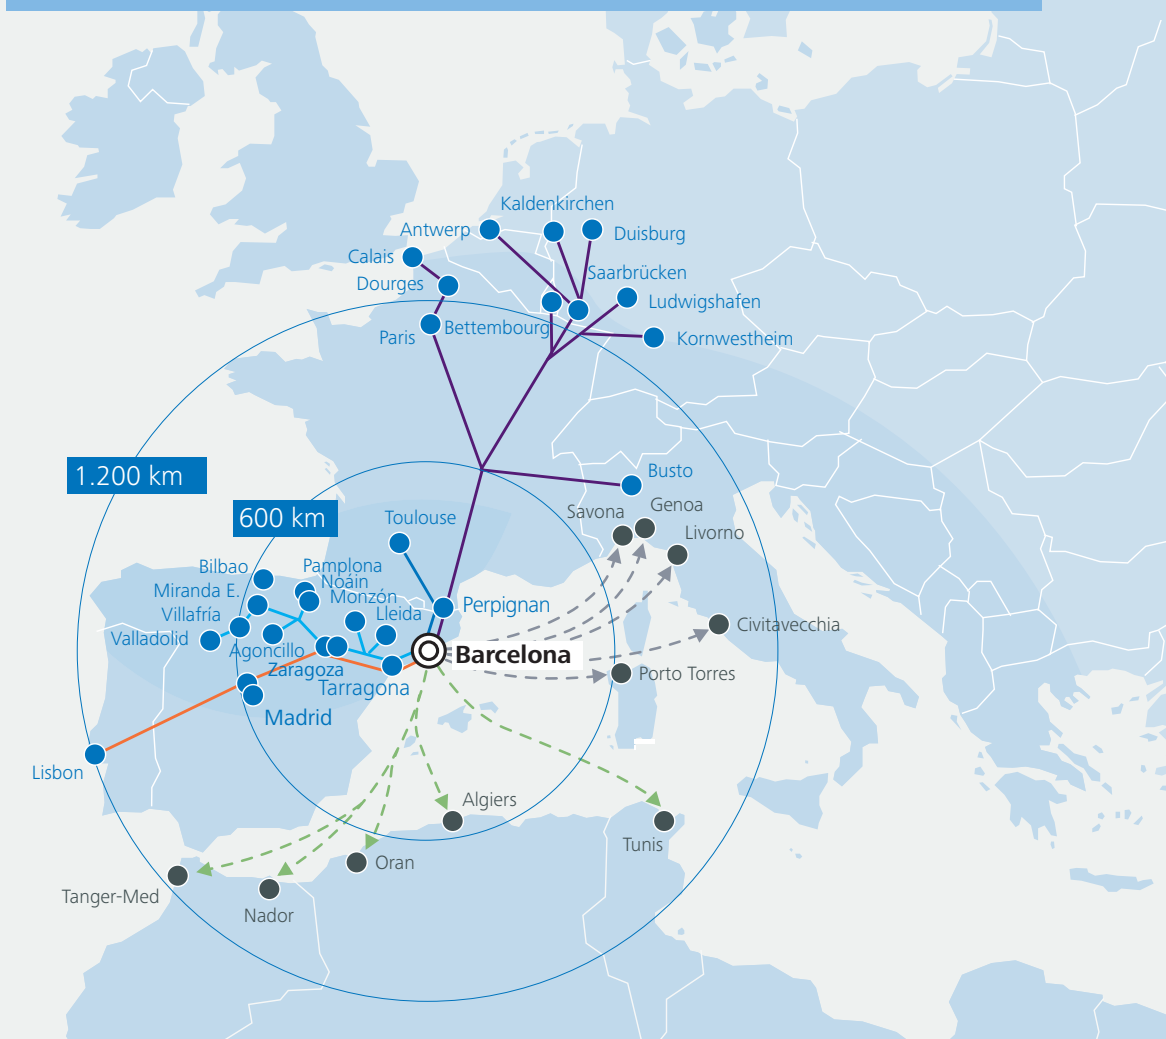 Kaldenkirchen
Antwerp
Duisburg
Calais
Saarbrücken
Dourges
Ludwigshafen
Bettembourg
Paris
Kornwestheim
1.200 km
Busto
600 km
Genoa
Savona
Toulouse
Livorno
Bilbao
Pamplona
Nóáin
Miranda E.
Monzón
Villafría
Lleida
Perpignan
Civitavecchia
Valladolid
Agoncillo
Barcelona
Zaragoza
Porto Torres
Tarragona
Madrid
Lisbon
Algiers
Tunis
Oran
Tanger-Med
Nador